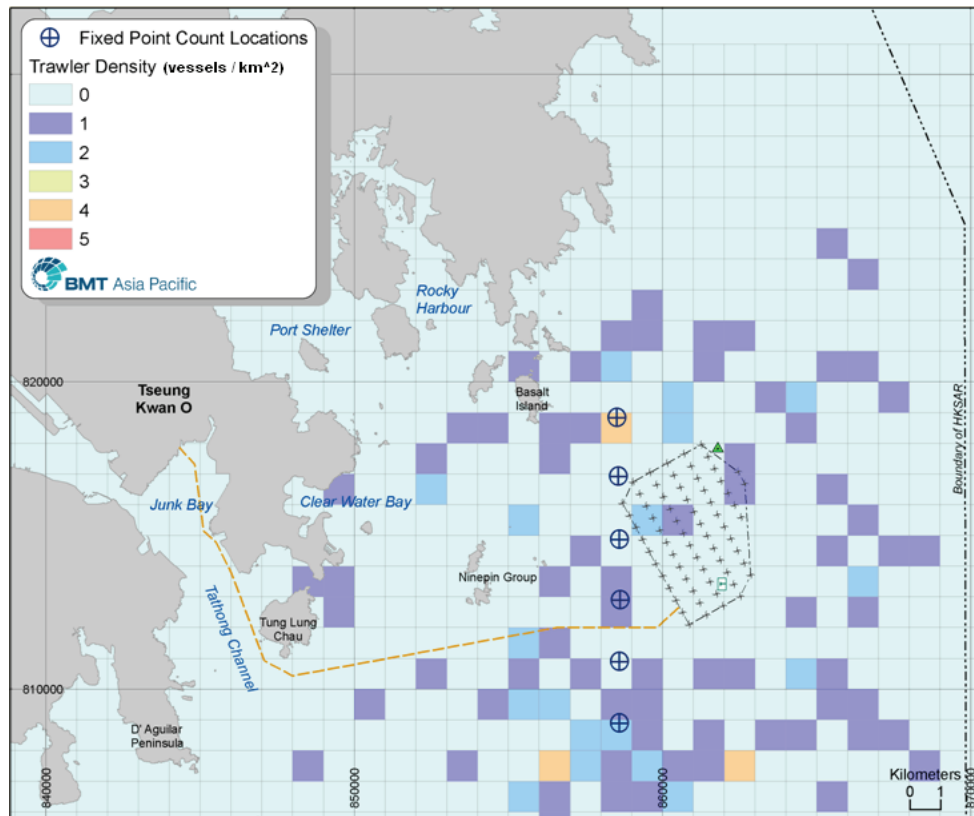 Fixed Point Count Locations
Trawler Density (vessels / km^2)
0
1
2
3
4
5
BMT Asia Pacific
Rocky
Harbour
Port Shelter
820000
Tseung
Kwan O
Basalt
Island
Boundary of HKSAR
Junk Bay
Clear Water Bay
Ninepin Group
Tathong Channel
Tung Lung
Chau
810000
D' Aguilar
Peninsula
Kilometers
0 1
840000
850000
860000
870000